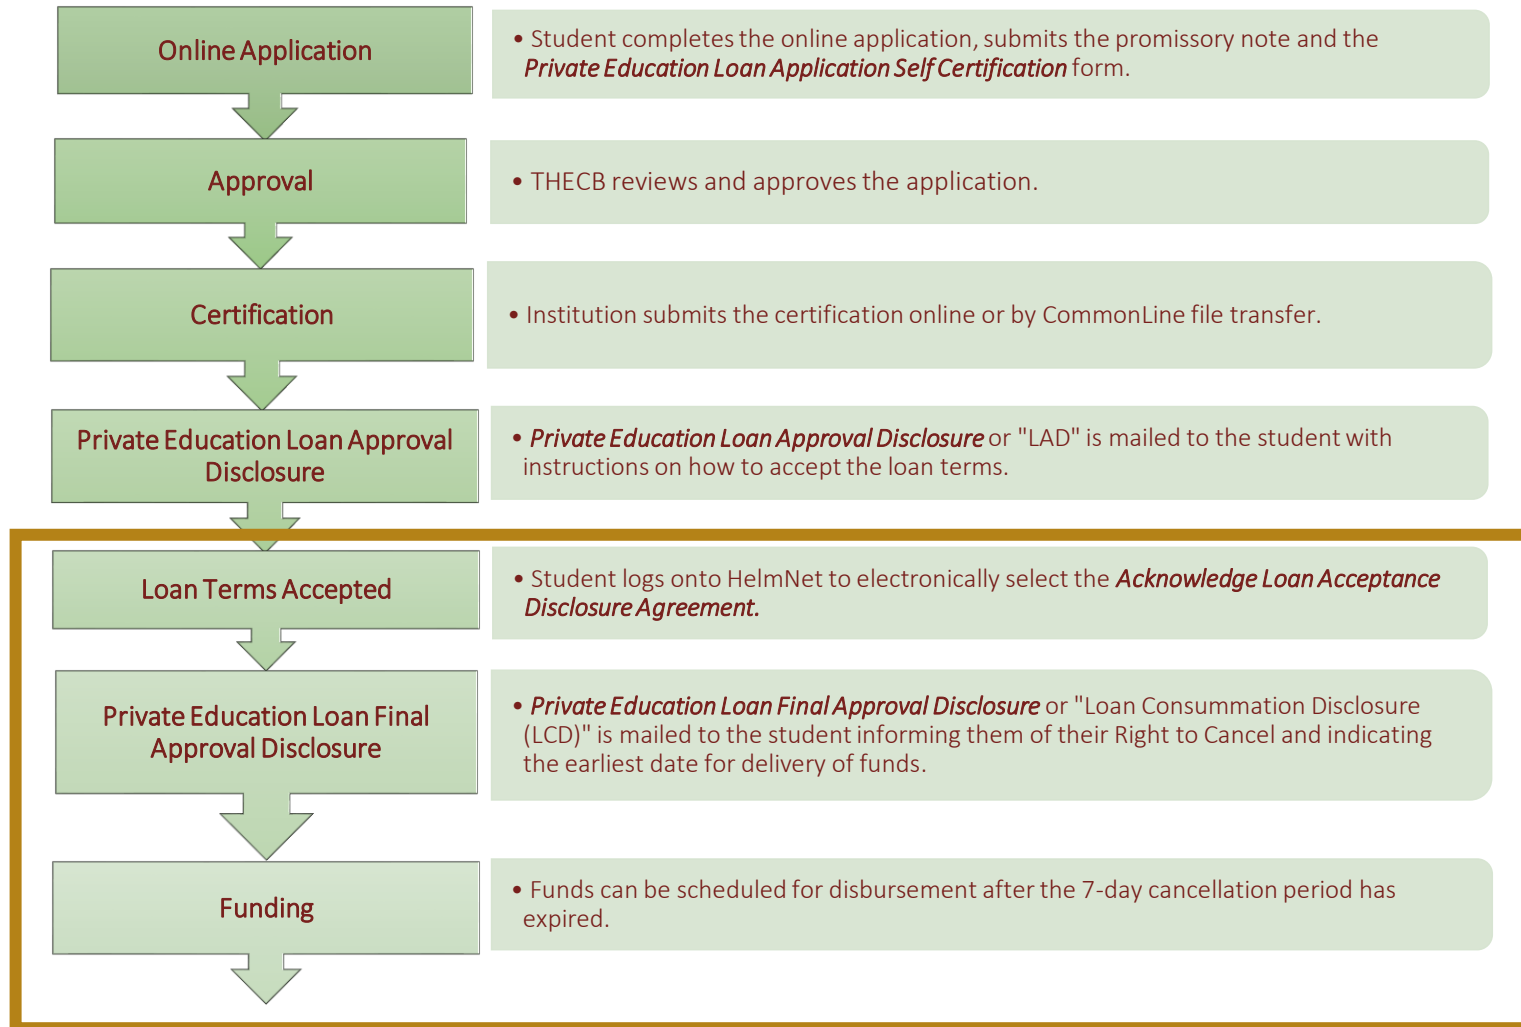 Online Application
• Student completes the online application, submits the promissory note and the
Private Education Loan Application Self Certification form.
Approval
• THECB reviews and approves the application.
Certification
• Institution submits the certification online or by CommonLine file transfer.
Private Education Loan Approval
Disclosure
• Private Education Loan Approval Disclosure or "LAD" is mailed to the student with
instructions on how to accept the loan terms.
Loan Terms Accepted
• Student logs onto HelmNet to electronically select the Acknowledge Loan Acceptance
Disclosure Agreement.
Private Education Loan Final
Approval Disclosure
• Private Education Loan Final Approval Disclosure or "Loan Consummation Disclosure
(LCD)" is mailed to the student informing them of their Right to Cancel and indicating
the earliest date for delivery of funds.
Funding
• Funds can be scheduled for disbursement after the 7-day cancellation period has
expired.